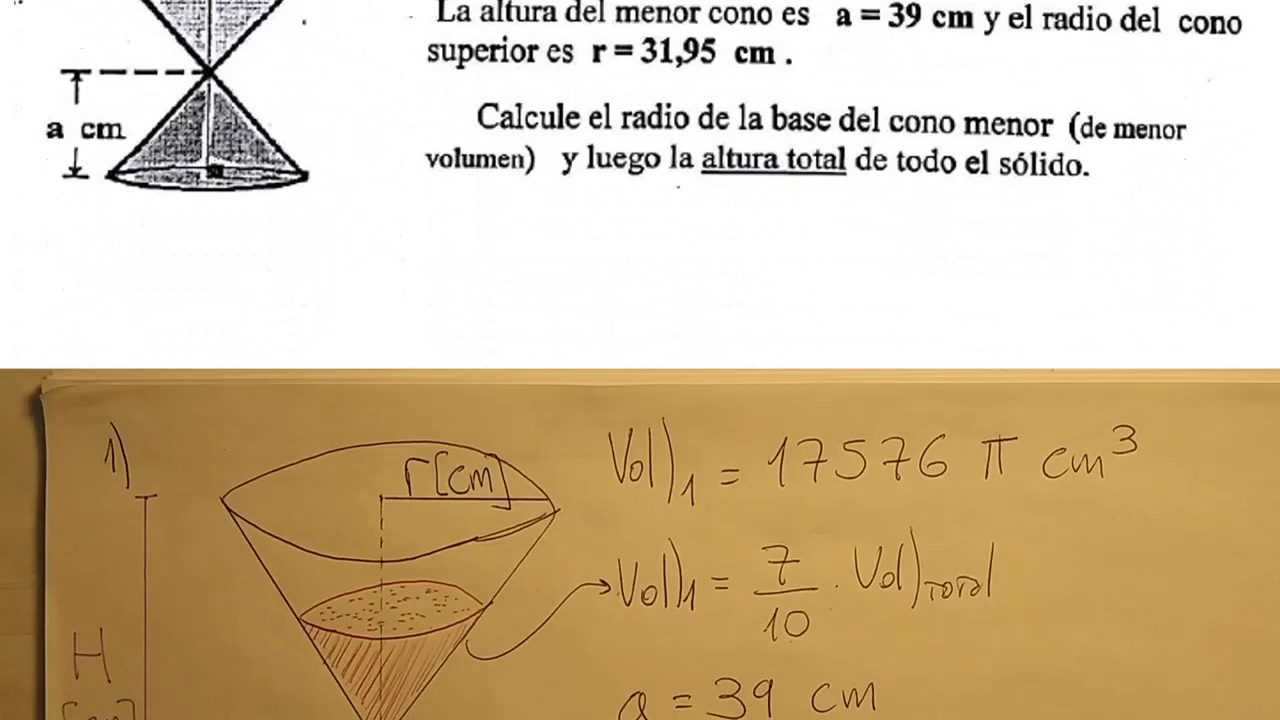 La altura del menor cono es a = 39 cm y el radio del cono
superior es r = 31,95 cm .
a cm
Calcule el radio de la base del cono menor (de menor
volumen) y luego la altura total de todo el sólido.
1)
r[cm]
Vol)1 = 17576 π cm3
Vol)1 = 7/10 . Vol)TOTAL
H
a = 39 cm